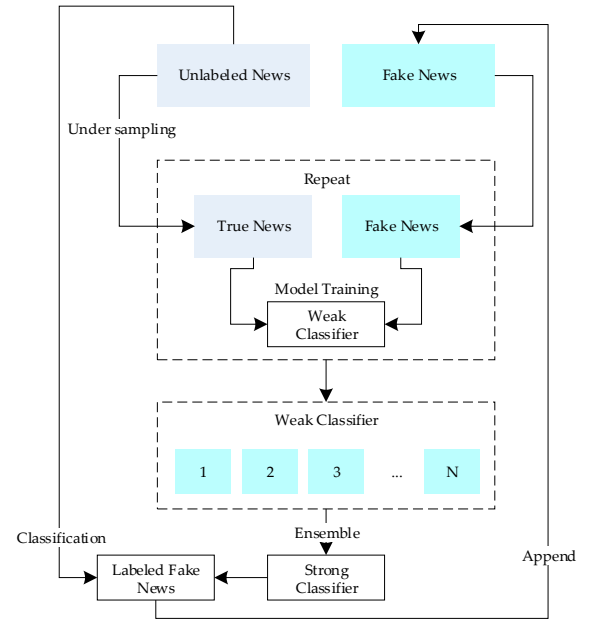 Unlabeled News
Fake News
Under sampling
Repeat
True News
Fake News
Model Training
Weak
Classifier
Weak Classifier
1
2
3
...
N
Ensemble
Classification
Append
Labeled Fake
News
Strong
Classifier